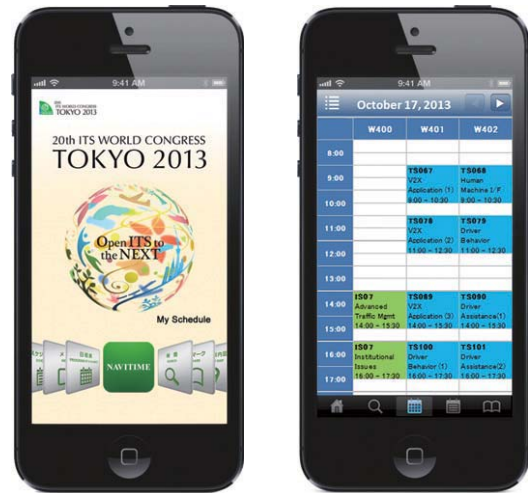 9:41 AM
TOKYO 2013
20th ITS WORLD CONGRESS
TOKYO 2013
Open ITS to
the NEXT
My Schedule
NAVITIME
9:41 AM
October 17, 2013
W400 W401 W402
8:00
9:00
10:00
11:00
12:00
13:00
14:00
15:00
16:00
17:00
TS067
V2X
Application (1)
9:00 - 10:30
TS068
Human
Machine I/F
9:00 - 10:30
TS078
V2X
Application (2)
11:00 - 12:30
TS079
Driver
Behavior
11:00 - 12:30
IS07
Advanced
Traffic Mgmt
14:00 - 15:30
TS089
V2X
Application (3)
14:00 - 15:30
TS090
Driver
Assistance(1)
14:00 - 15:30
IS07
Institutional
Issues
16:00 - 17:30
TS100
Driver
Behavior (1)
16:00 - 17:30
TS101
Driver
Assistance(2)
16:00 - 17:30